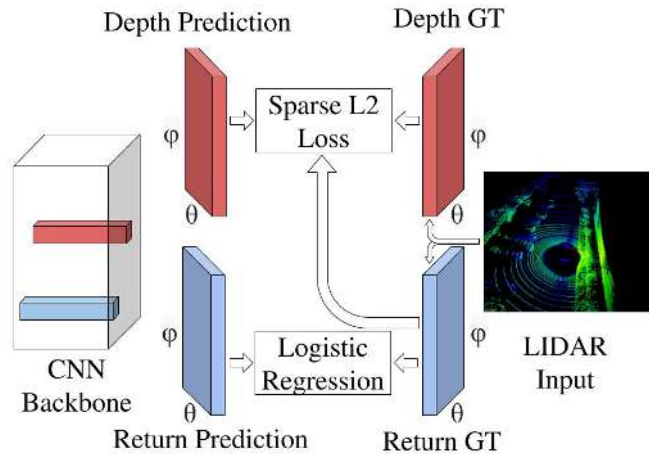 Depth Prediction
Depth GT
Sparse L2
Loss
φ
φ
θ
θ
φ
φ
Logistic
Regression
θ
θ
CNN
Backbone
LIDAR
Input
Return Prediction
Return GT